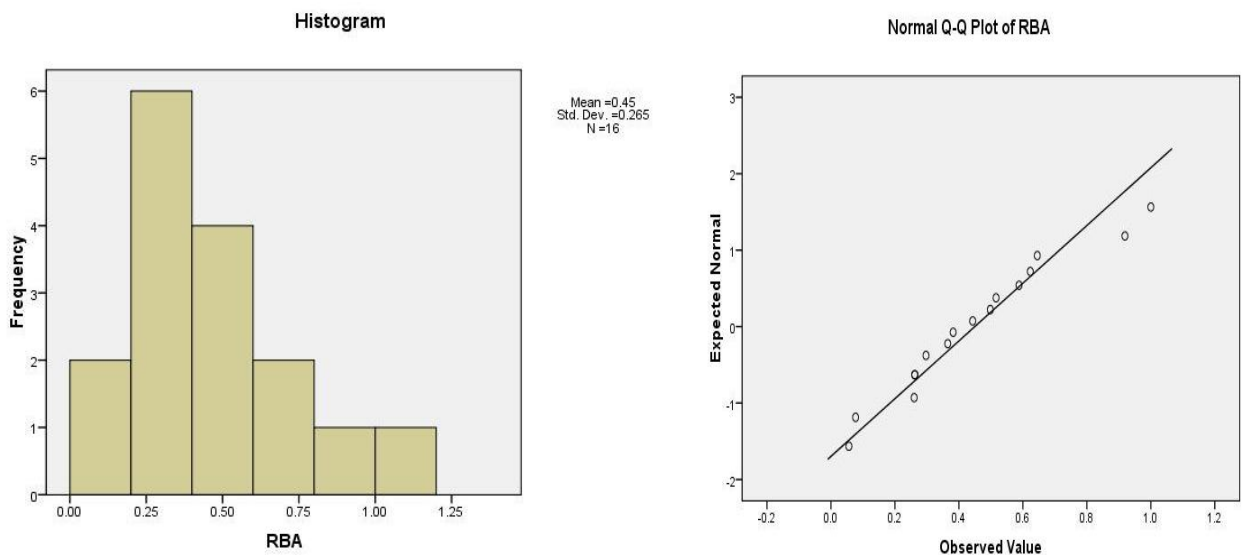 Histogram
Mean =0.45
Std. Dev. =0.265
N =16
Frequency
6
5
4
3
2
1
0
0.00 0.25 0.50 0.75 1.00 1.25
RBA
Normal Q-Q Plot of RBA
Expected Normal
3
2
1
0
-1
-2
-0.2 0.0 0.2 0.4 0.6 0.8 1.0 1.2
Observed Value